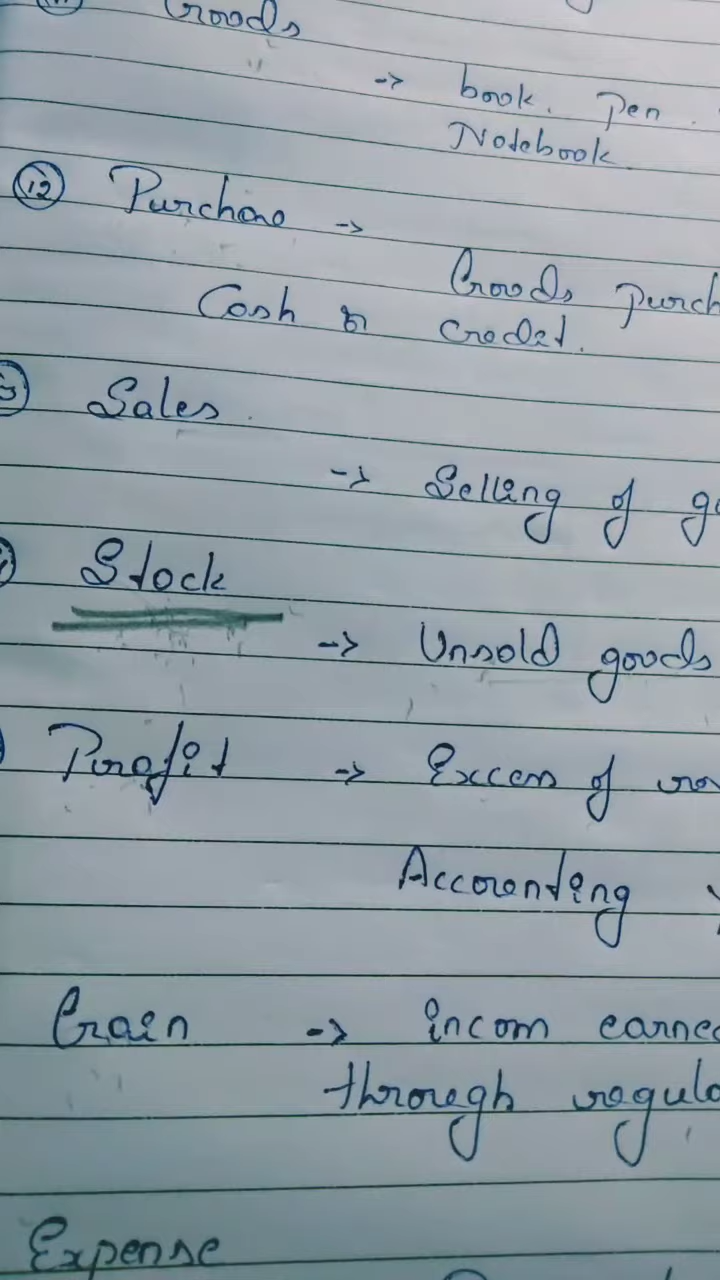 Goods
-> book. Pen.
Notebook
12 Purchase ->
Goods purch
Cash or credit.
Sales.
-> Selling of go
Stock
-> Unsold goods
Profit -> Excess of
Accounting
Gain -> incom earne
through regula
Expense